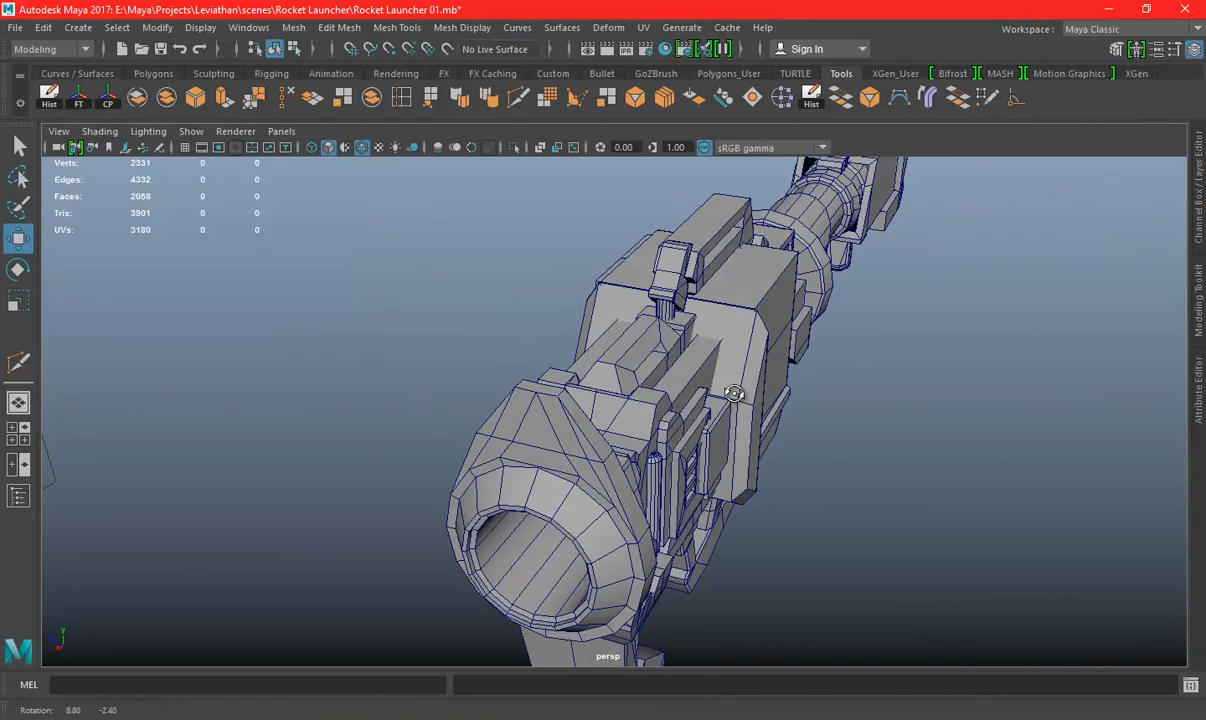 Autodesk Maya 2017: E:\Maya\Projects\Leviathan\scenes\Rocket Launcher\Rocket Launcher 01.mb*
File Edit Create Select Modify Display Windows Mesh Edit Mesh Mesh Tools Mesh Display Curves Surfaces Deform UV Generate Cache Help Workspace: Maya Classic
Modeling No Live Surface Sign In
Curves / Surfaces Polygons Sculpting Rigging Animation Rendering FX FX Caching Custom Bullet GoZBrush Polygons_User TURTLE Tools XGen_User Bifrost MASH Motion Graphics XGen
Hist FT CP Hist
View Shading Lighting Show Renderer Panels
0.00 1.00 sRGB gamma
Verts: 2331 0 0
Edges: 4332 0 0
Faces: 2058 0 0
Tris: 3901 0 0
UVs: 3180 0 0
Channel Box / Layer Editor
Modeling Toolkit
Attribute Editor
y
persp
MEL
Rotation: 8.80 -2.40